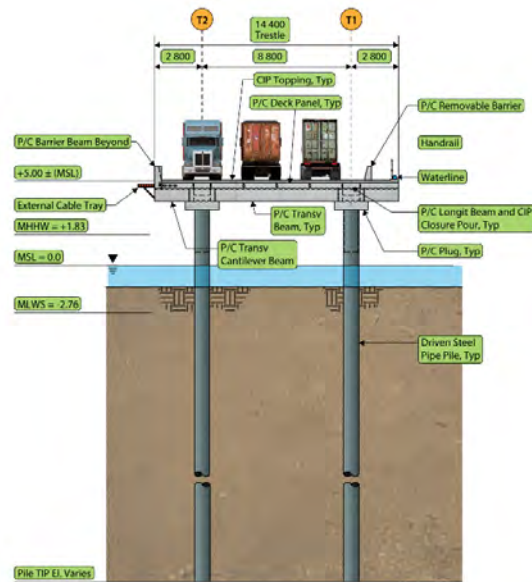 T2
T1
14 400
Trestle
2 800
8 800
2 800
CIP Topping, Typ
P/C Deck Panel, Typ
P/C Removable Barrier
P/C Barrier Beam Beyond
Handrail
+5.00 ± (MSL)
Waterline
External Cable Tray
P/C Transv
Beam, Typ
P/C Longit Beam and CIP
Closure Pour, Typ
MHHW = +1.83
P/C Transv
Cantilever Beam
P/C Plug, Typ
MSL = 0.0
MLWS = -2.76
Driven Steel
Pipe Pile, Typ
Pile TIP El. Varies